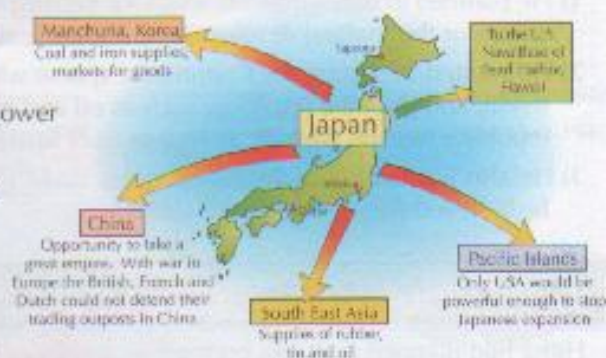 Manchuria, Korea
Coal and iron supplies,
markets for goods
To the U.S.
Naval Base of
Pearl Harbor,
Hawaii
ower
Japan
China
Opportunity to take a
great empire. With war in
Europe the British, French and
Dutch could not defend their
trading outposts in China
South East Asia
Supplies of rubber,
tin and oil
Pacific Islands
Only USA would be
powerful enough to stop
Japanese expansion